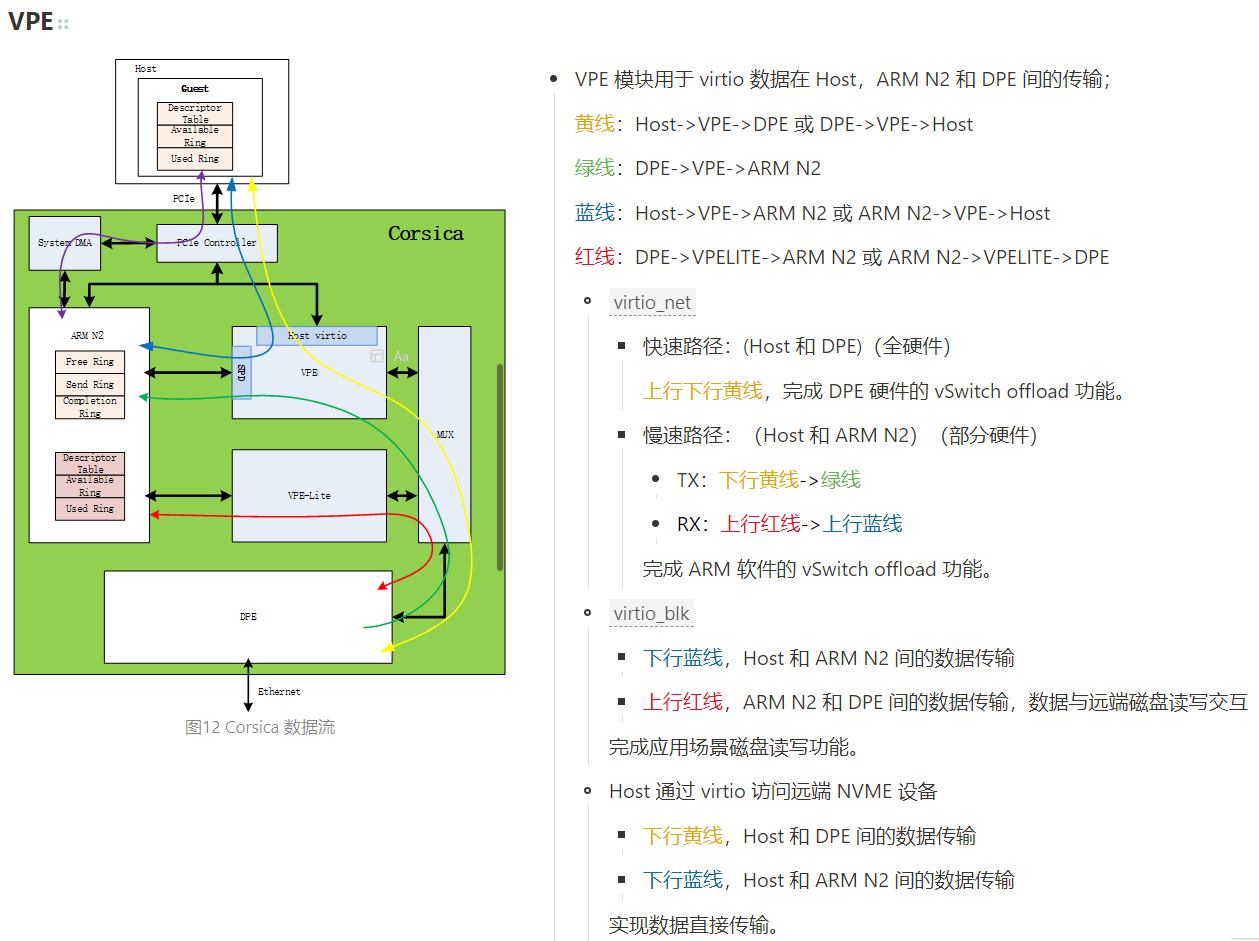 VPE
Host
Guest
Descriptor
Table
Available
Ring
Used Ring
PCIe
Corsica
System DMA
PCIe Controller
ARM N2
Free Ring
Send Ring
Completion
Ring
Descriptor
Table
Available
Ring
Used Ring
Host virtio
SPD
VPE
Aa
MUX
VPE-Lite
DPE
Ethernet
图12 Corsica 数据流
VPE 模块用于 virtio 数据在 Host，ARM N2 和 DPE 间的传输；
黄线：Host->VPE->DPE 或 DPE->VPE->Host
绿线：DPE->VPE->ARM N2
蓝线：Host->VPE->ARM N2 或 ARM N2->VPE->Host
红线：DPE->VPELITE->ARM N2 或 ARM N2->VPELITE->DPE
virtio_net
快速路径：(Host 和 DPE)（全硬件）
上行下行黄线，完成 DPE 硬件的 vSwitch offload 功能。
慢速路径：（Host 和 ARM N2）（部分硬件）
TX：下行黄线->绿线
RX：上行红线->上行蓝线
完成 ARM 软件的 vSwitch offload 功能。
virtio_blk
下行蓝线，Host 和 ARM N2 间的数据传输
上行红线，ARM N2 和 DPE 间的数据传输，数据与远端磁盘读写交互
完成应用场景磁盘读写功能。
Host 通过 virtio 访问远端 NVME 设备
下行黄线，Host 和 DPE 间的数据传输
下行蓝线，Host 和 ARM N2 间的数据传输
实现数据直接传输。